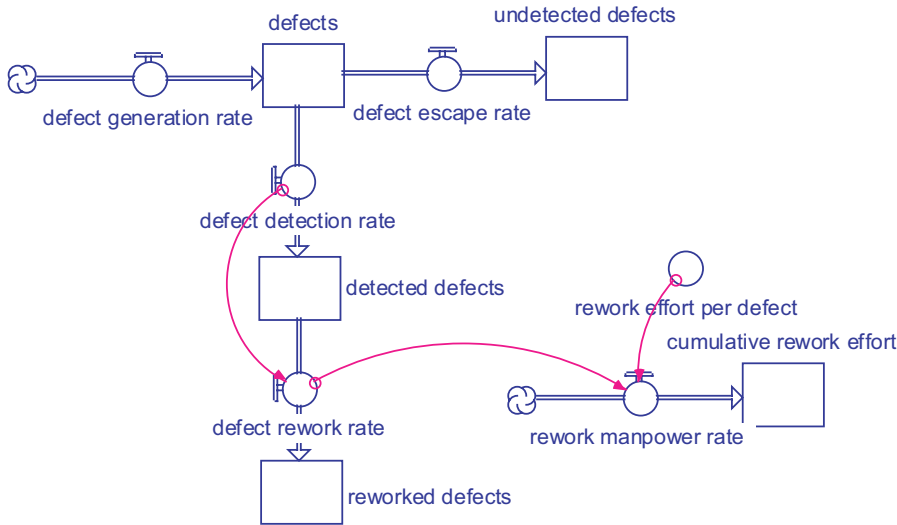 undetected defects
defects
defect generation rate
defect escape rate
defect detection rate
detected defects
rework effort per defect
cumulative rework effort
defect rework rate
rework manpower rate
reworked defects